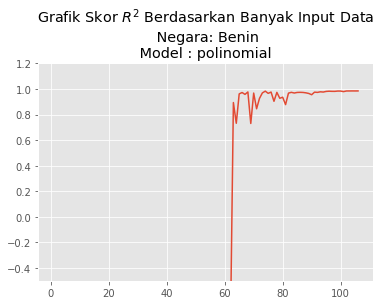 Grafik Skor R² Berdasarkan Banyak Input Data
Negara: Benin
Model : polinomial
1.2
1.0
0.8
0.6
0.4
0.2
0.0
−0.2
−0.4
0 20 40 60 80 100